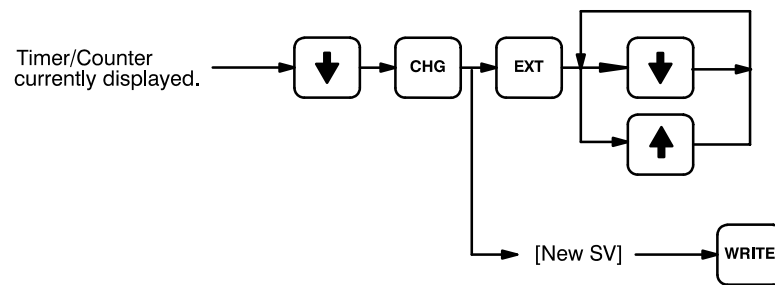 Timer/Counter
currently displayed.
CHG
EXT
[New SV]
WRITE